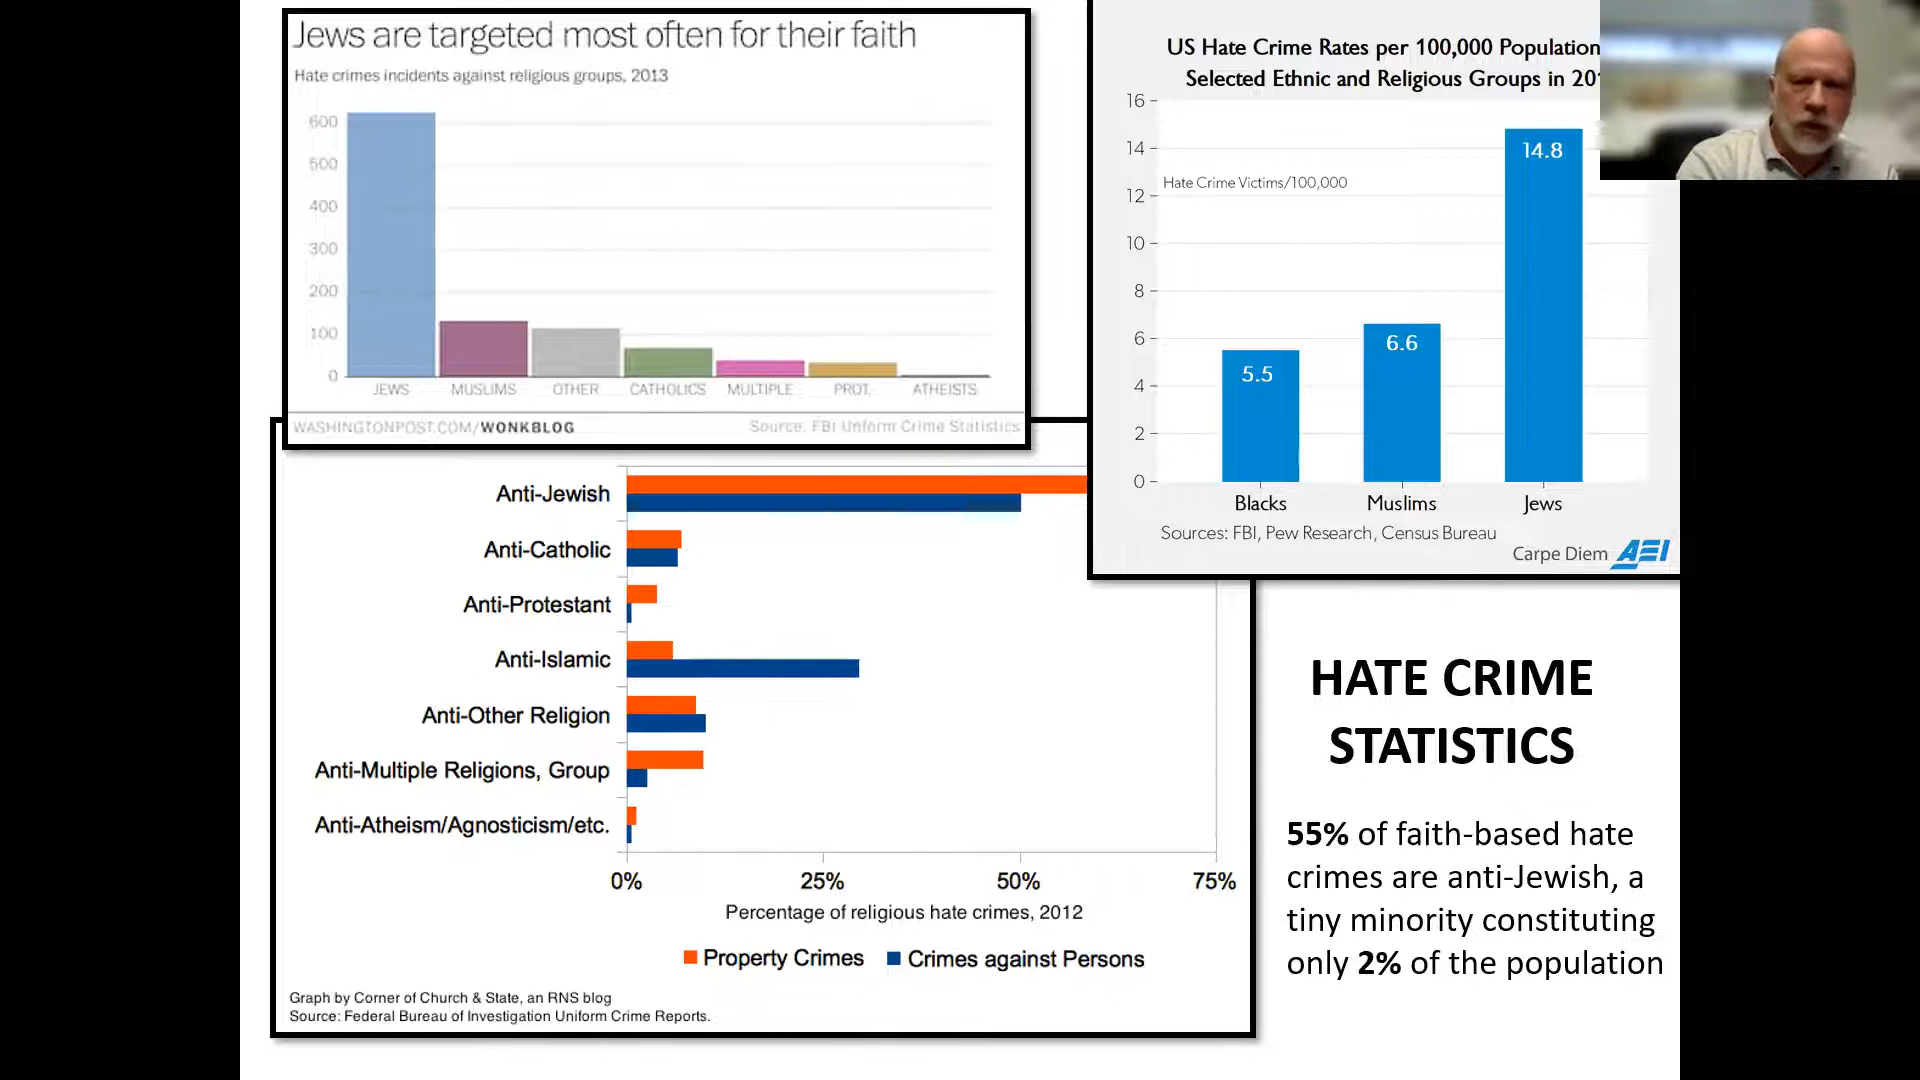 Jews are targeted most often for their faith
Hate crimes incidents against religious groups, 2013
600
500
400
300
200
100
0
JEWS MUSLIMS OTHER CATHOLICS MULTIPLE PROT. ATHEISTS
WASHINGTONPOST.COM/WONKBLOG Source: FBI Uniform Crime Statistics
US Hate Crime Rates per 100,000 Population
Selected Ethnic and Religious Groups in
16
14
12
10
8
6
4
2
0
Hate Crime Victims/100,000
5.5
6.6
14.8
Blacks Muslims Jews
Sources: FBI, Pew Research, Census Bureau
Carpe Diem AEI
Anti-Jewish
Anti-Catholic
Anti-Protestant
Anti-Islamic
Anti-Other Religion
Anti-Multiple Religions, Group
Anti-Atheism/Agnosticism/etc.
0% 25% 50% 75%
Percentage of religious hate crimes, 2012
Property Crimes Crimes against Persons
Graph by Corner of Church & State, an RNS blog
Source: Federal Bureau of Investigation Uniform Crime Reports.
HATE CRIME
STATISTICS
55% of faith-based hate
crimes are anti-Jewish, a
tiny minority constituting
only 2% of the population